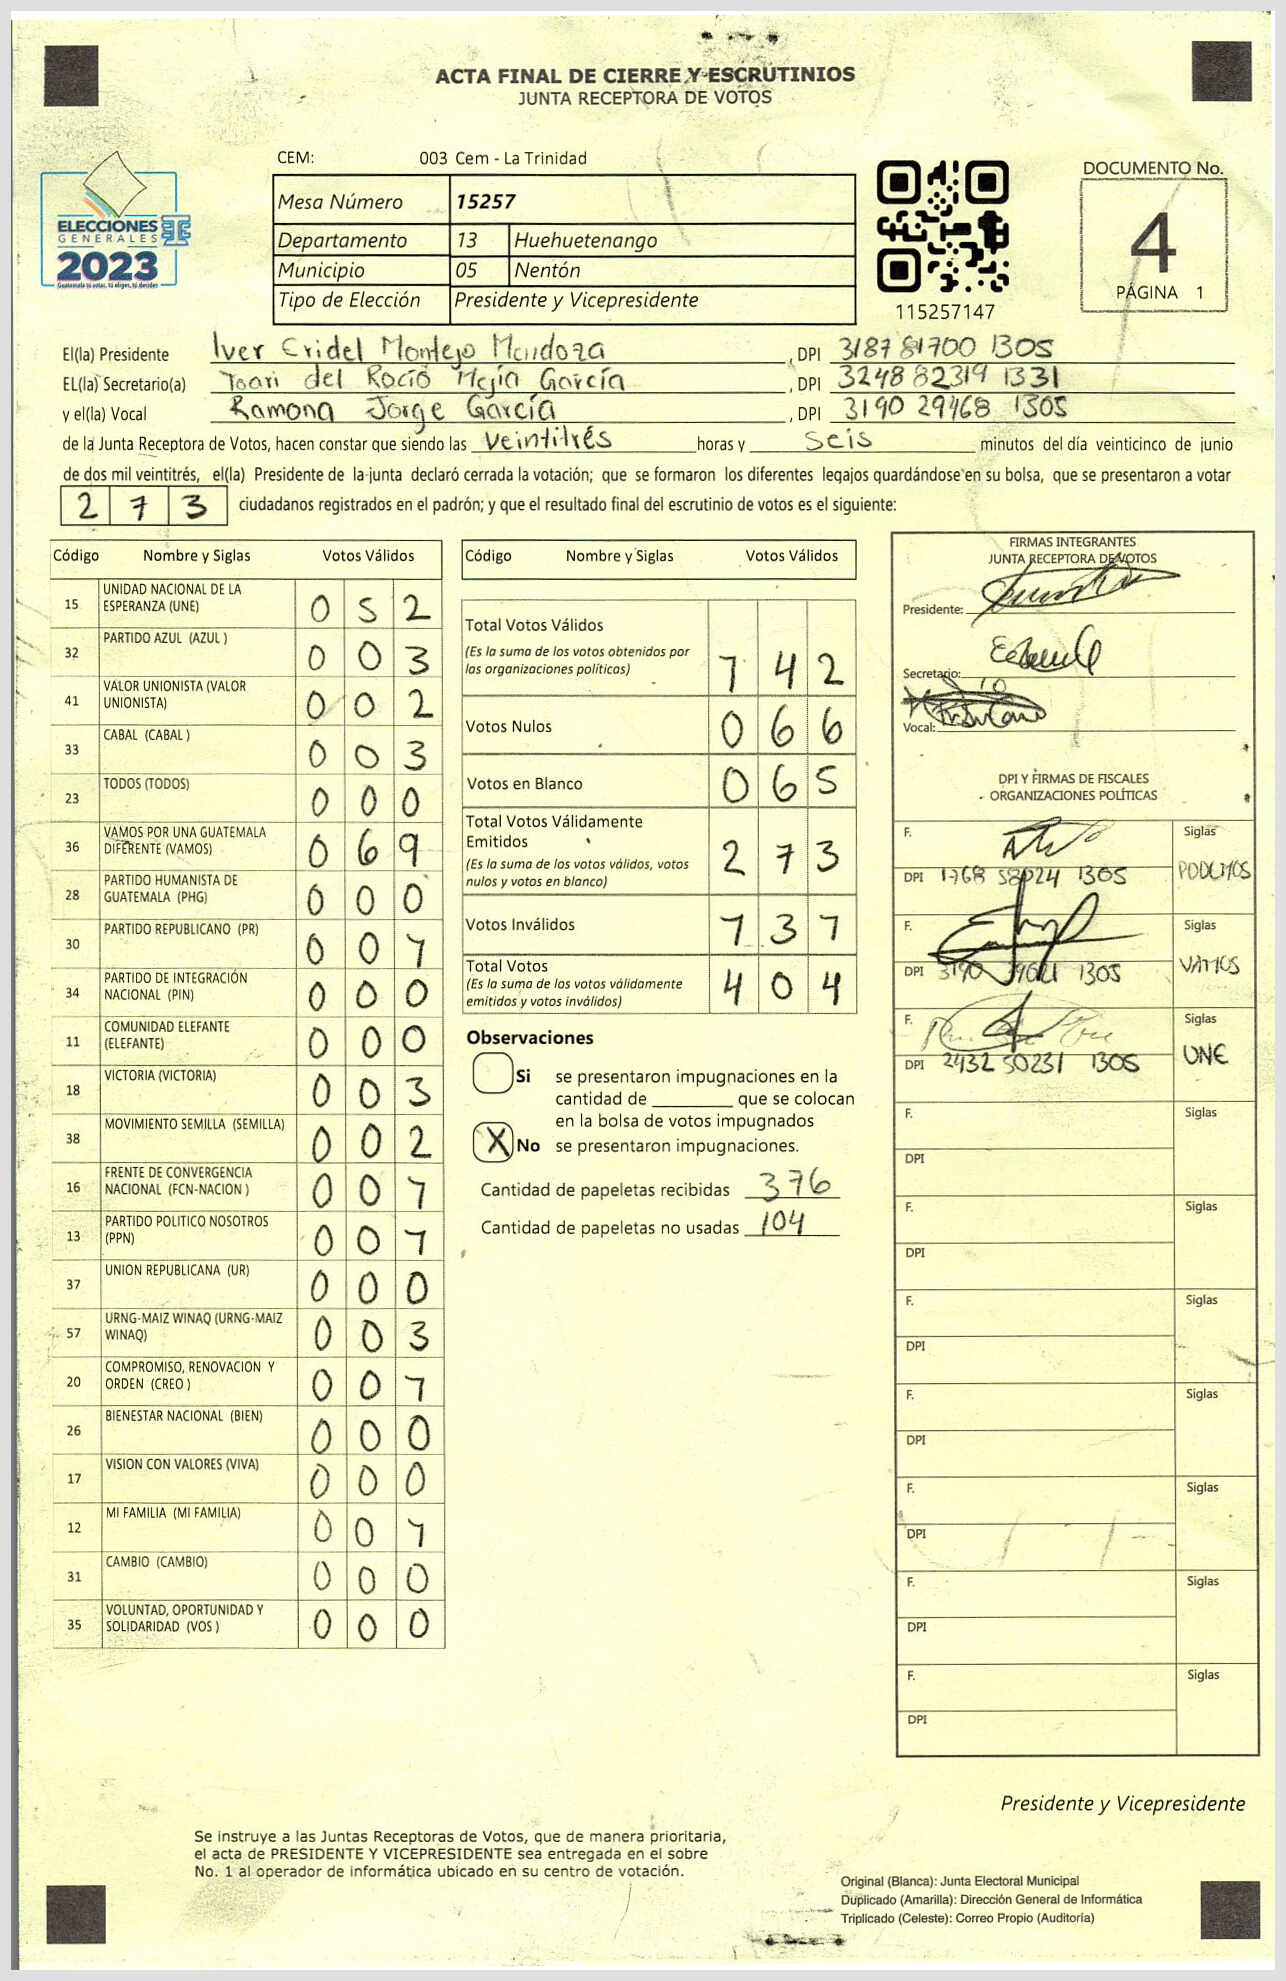 ACTA FINAL DE CIERRE Y ESCRUTINIOS
JUNTA RECEPTORA DE VOTOS
ELECCIONES
GENERALES
2023
Guatemala tú votas, tú eliges, tú decides
CEM: 003 Cem - La Trinidad
Mesa Número 15257
Departamento 13 Huehuetenango
Municipio 05 Nentón
Tipo de Elección Presidente y Vicepresidente
115257147
DOCUMENTO No.
4
PÁGINA 1
El(la) Presidente Iver Eridel Montejo Mendoza, DPI 3187 81700 1305
EL(la) Secretario(a) del Rocío Mejía García, DPI 3248 82319 1331
y el(la) Vocal Ramona Jorge García, DPI 3190 29468 1305
de la Junta Receptora de Votos, hacen constar que siendo las veintitrés horas y seis minutos del día veinticinco de junio
de dos mil veintitrés, el(la) Presidente de la junta declaró cerrada la votación; que se formaron los diferentes legajos guardándose en su bolsa, que se presentaron a votar
273 ciudadanos registrados en el padrón; y que el resultado final del escrutinio de votos es el siguiente:
Código Nombre y Siglas Votos Válidos
15 UNIDAD NACIONAL DE LA
ESPERANZA (UNE) 0 5 2
32 PARTIDO AZUL (AZUL ) 0 0 3
41 VALOR UNIONISTA (VALOR
UNIONISTA) 0 0 2
33 CABAL (CABAL ) 0 0 3
23 TODOS (TODOS) 0 0 0
36 VAMOS POR UNA GUATEMALA
DIFERENTE (VAMOS) 0 6 9
28 PARTIDO HUMANISTA DE
GUATEMALA (PHG) 0 0 0
30 PARTIDO REPUBLICANO (PR) 0 0 1
34 PARTIDO DE INTEGRACIÓN
NACIONAL (PIN) 0 0 0
11 COMUNIDAD ELEFANTE
(ELEFANTE) 0 0 0
18 VICTORIA (VICTORIA) 0 0 3
38 MOVIMIENTO SEMILLA (SEMILLA) 0 0 2
16 FRENTE DE CONVERGENCIA
NACIONAL (FCN-NACION ) 0 0 1
13 PARTIDO POLITICO NOSOTROS
(PPN) 0 0 1
37 UNION REPUBLICANA (UR) 0 0 0
57 URNG-MAIZ WINAQ (URNG-MAIZ
WINAQ) 0 0 3
20 COMPROMISO, RENOVACION Y
ORDEN (CREO ) 0 0 1
26 BIENESTAR NACIONAL (BIEN) 0 0 0
17 VISION CON VALORES (VIVA) 0 0 0
12 MI FAMILIA (MI FAMILIA) 0 0 1
31 CAMBIO (CAMBIO) 0 0 0
35 VOLUNTAD, OPORTUNIDAD Y
SOLIDARIDAD (VOS ) 0 0 0
Código Nombre y Siglas Votos Válidos
Total Votos Válidos
(Es la suma de los votos obtenidos por
las organizaciones políticas) 1 4 2
Votos Nulos 0 6 6
Votos en Blanco 0 6 5
Total Votos Válidamente
Emitidos
(Es la suma de los votos válidos, votos
nulos y votos en blanco) 2 7 3
Votos Inválidos 1 3 1
Total Votos
(Es la suma de los votos válidamente
emitidos y votos inválidos) 4 0 4
Observaciones
Si se presentaron impugnaciones en la
cantidad de ________ que se colocan
en la bolsa de votos impugnados
X No se presentaron impugnaciones.
Cantidad de papeletas recibidas 376
Cantidad de papeletas no usadas 104
FIRMAS INTEGRANTES
JUNTA RECEPTORA DE VOTOS
Presidente:
Secretario:
Vocal:
DPI Y FIRMAS DE FISCALES
ORGANIZACIONES POLÍTICAS
F. Siglas
DPI 1768 58024 1305 PODEMOS
F. Siglas
DPI 3190 39021 1305 VAMOS
F. Siglas
DPI 2432 50231 1305 UNE
F. Siglas
DPI
F. Siglas
DPI
F. Siglas
DPI
F. Siglas
DPI
F. Siglas
DPI
F. Siglas
DPI
F. Siglas
DPI
Presidente y Vicepresidente
Se instruye a las Juntas Receptoras de Votos, que de manera prioritaria,
el acta de PRESIDENTE Y VICEPRESIDENTE sea entregada en el sobre
No. 1 al operador de informática ubicado en su centro de votación.
Original (Blanca): Junta Electoral Municipal
Duplicado (Amarilla): Dirección General de Informática
Triplicado (Celeste): Correo Propio (Auditoría)